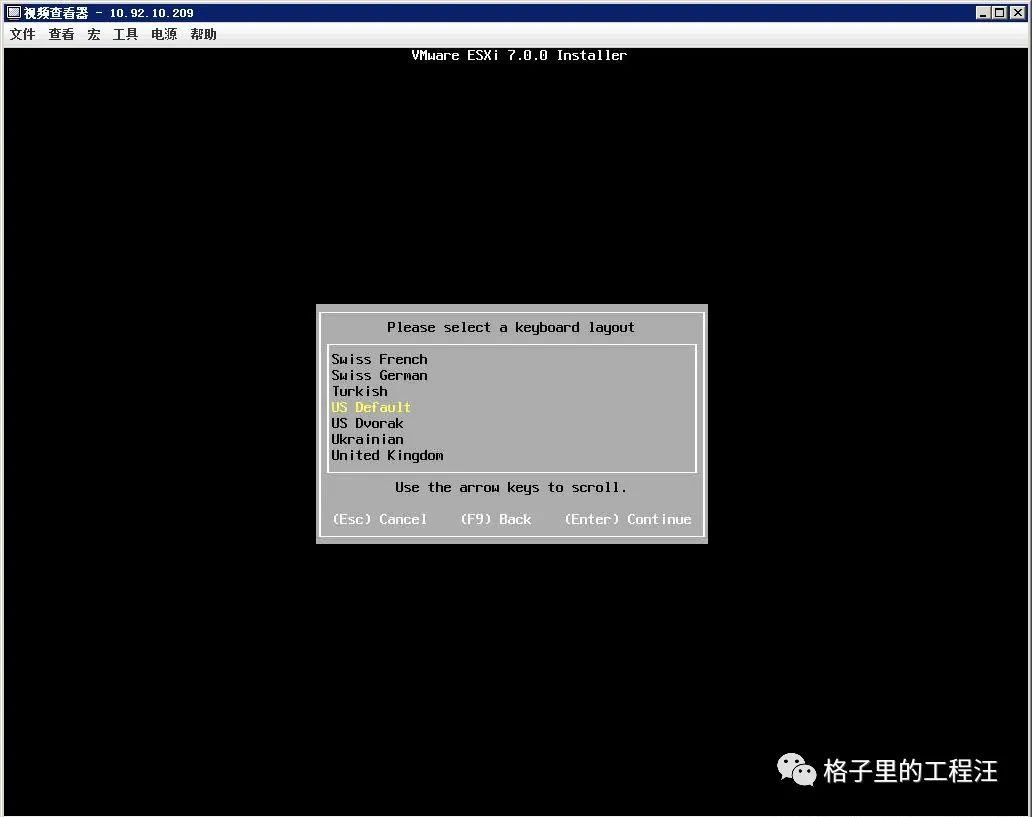 视频查看器 - 10.92.10.209
文件 查看 宏 工具 电源 帮助
VMware ESXi 7.0.0 Installer
Please select a keyboard layout
Swiss French
Swiss German
Turkish
US Default
US Dvorak
Ukrainian
United Kingdom
Use the arrow keys to scroll.
(Esc) Cancel (F9) Back (Enter) Continue
格子里的工程汪